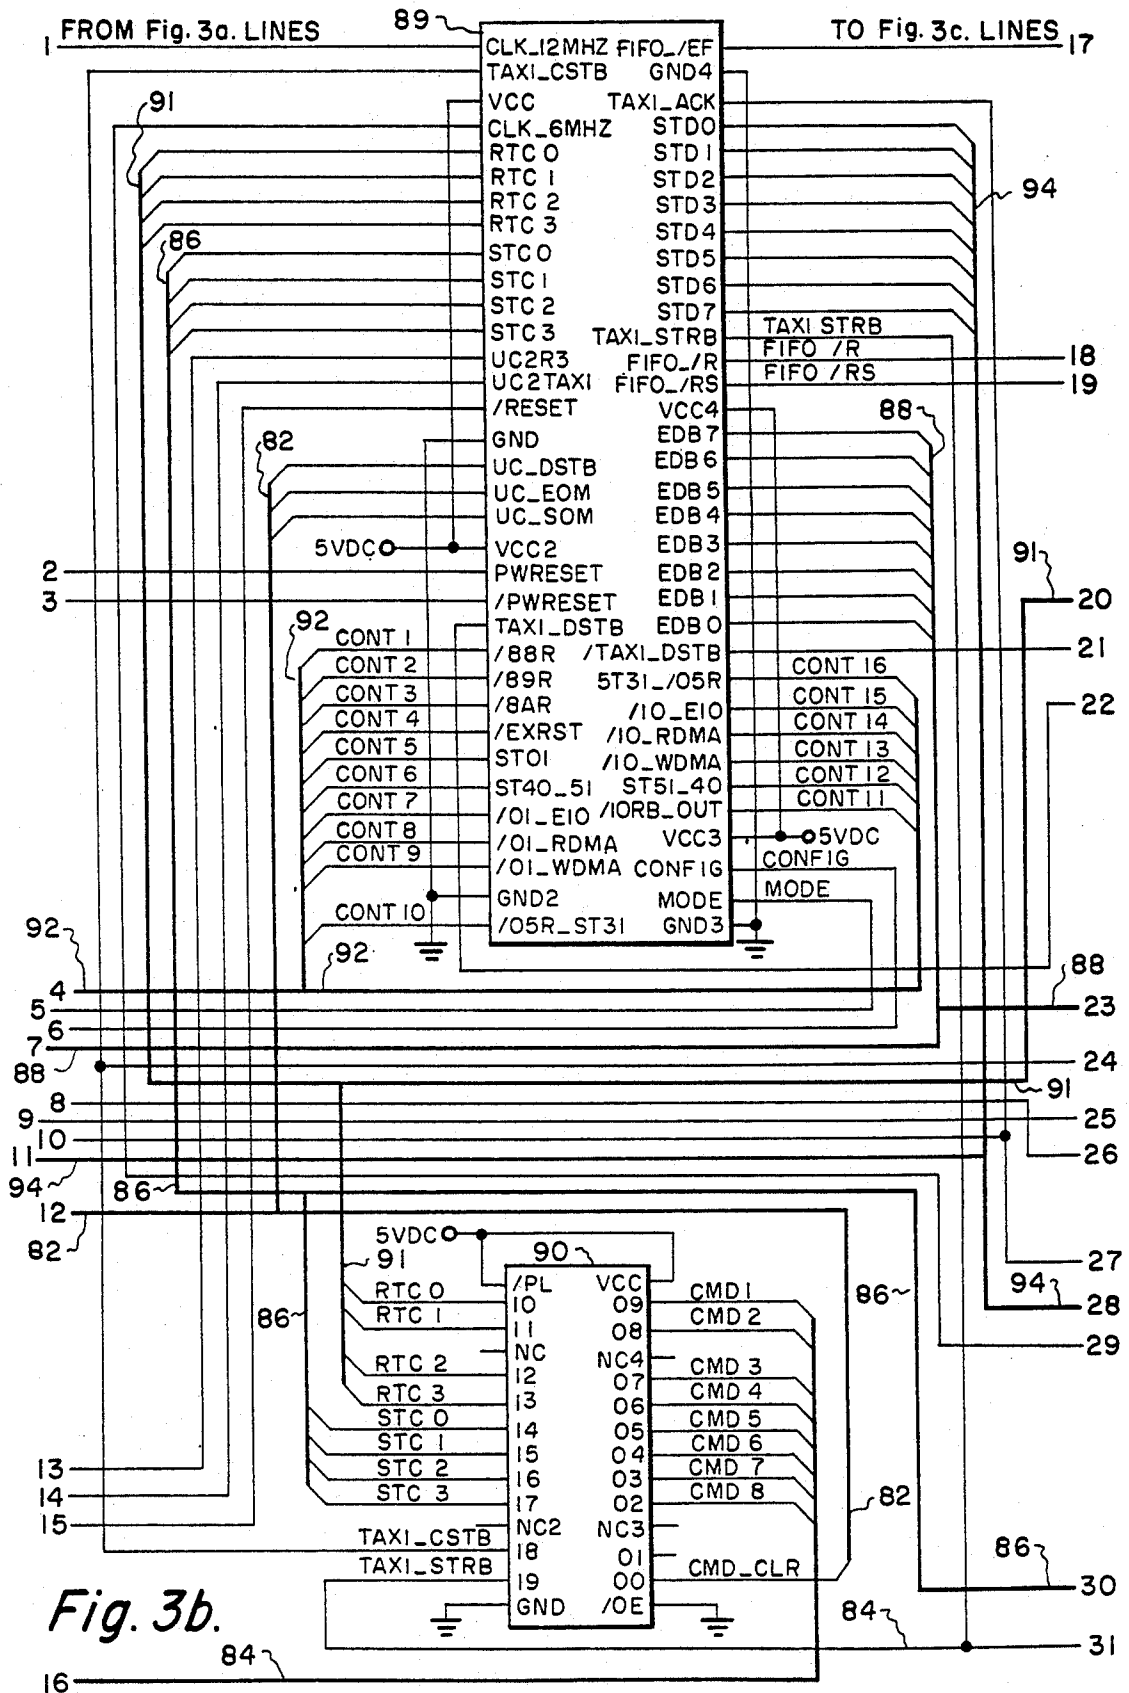 FROM Fig. 3a. LINES 89 TO Fig. 3c. LINES
1 CLK_12MHZ FIFO_/EF 17
TAXI_CSTB GND4
91 VCC TAXI_ACK
CLK_6MHZ STD0
RTC 0 STD1
RTC 1 STD2 94
RTC 2 STD3
RTC 3 STD4
86 STC 0 STD5
STC 1 STD6
STC 2 STD7
STC 3 TAXI_STRB TAXI STRB
UC2R3 FIFO_/R FIFO /R 18
UC2TAXI FIFO_/RS FIFO /RS 19
/RESET VCC4 88
82 GND EDB7
UC_DSTB EDB6
UC_EOM EDB5
UC_SOM EDB4
5VDC VCC2 EDB3
2 PWRESET EDB2 91
3 /PWRESET EDB1 20
TAXI_DSTB EDB0
92 CONT 1 /88R /TAXI_DSTB 21
CONT 2 /89R 5T31_/05R CONT 16
CONT 3 /8AR /10_E10 CONT 15 22
CONT 4 /EXRST /10_RDMA CONT 14
CONT 5 ST01 /10_WDMA CONT 13
CONT 6 ST40_51 ST51_40 CONT 12
CONT 7 /01_E10 /10RB_OUT CONT 11
CONT 8 /01_RDMA VCC3 5VDC
CONT 9 /01_WDMA CONFIG CONFIG
GND2 MODE MODE
CONT 10 /05R_ST31 GND3
92 92 88
4
5 23
6
7
88 24
8 91
9 25
10
11 26
94 86
12
82 5VDC 90
91 /PL VCC 27
86 RTC 0 10 09 CMD 1 86 94 28
RTC 1 11 08 CMD 2
NC NC4 29
RTC 2 12 07 CMD 3
RTC 3 13 06 CMD 4
STC 0 14 05 CMD 5
STC 1 15 04 CMD 6
13 STC 2 16 03 CMD 7
14 STC 3 17 02 CMD 8 82
15 NC2 NC3
TAXI_CSTB 18 01 86
TAXI_STRB 19 00 CMD_CLR 30
GND /OE
Fig. 3b. 84
31
16 84